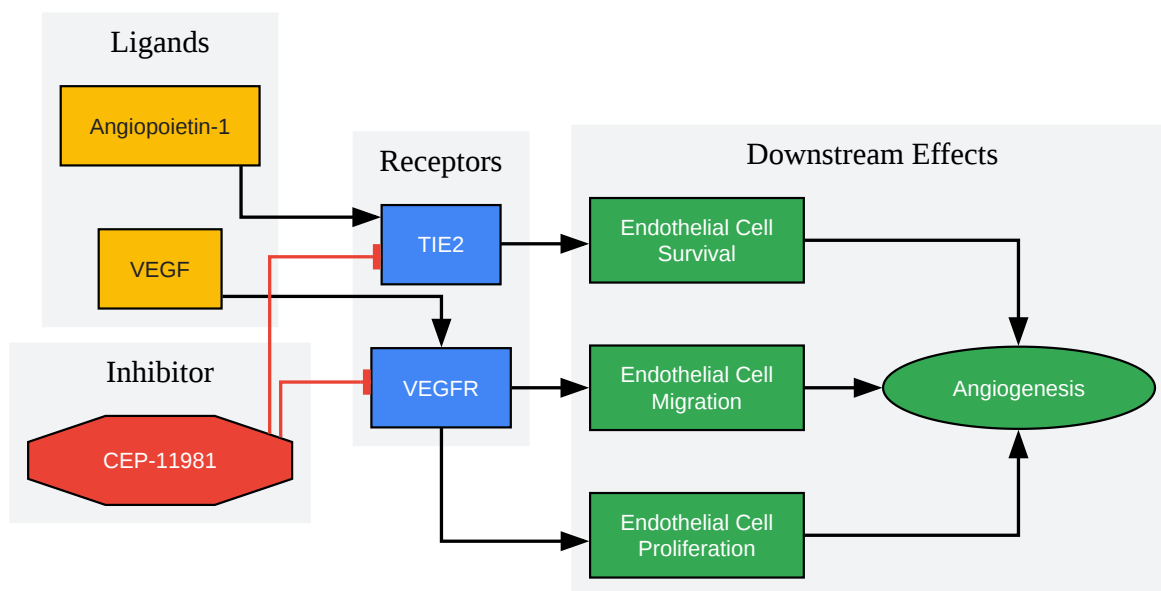 Ligands
Angiopoietin-1
VEGF
Inhibitor
CEP-11981
Receptors
TIE2
VEGFR
Downstream Effects
Endothelial Cell
Survival
Endothelial Cell
Migration
Endothelial Cell
Proliferation
Angiogenesis